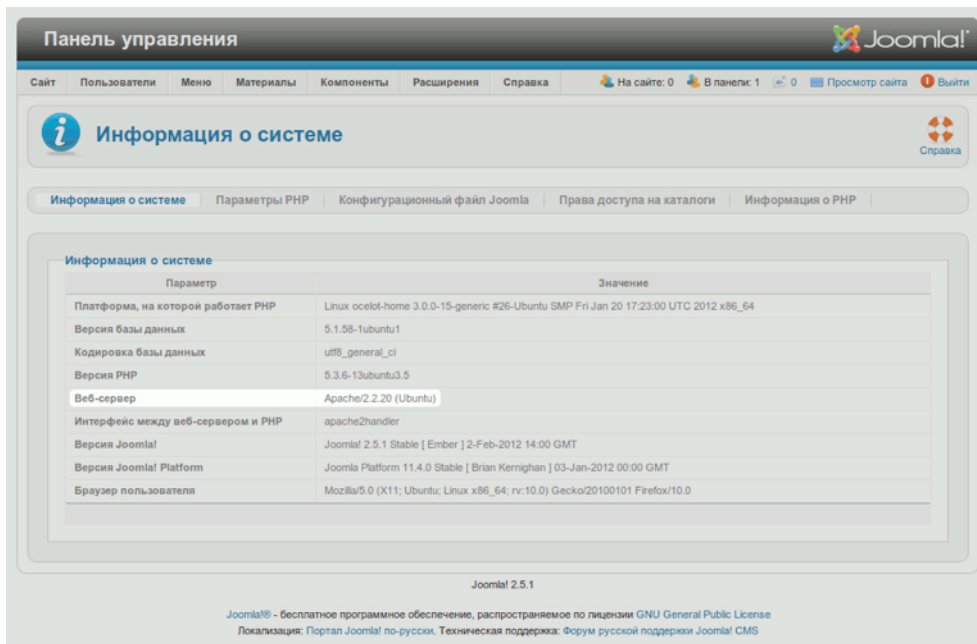 Панель управления
Joomla!
Сайт Пользователи Меню Материалы Компоненты Расширения Справка На сайте: 0 В панели: 1 0 Просмотр сайта Выйти
Информация о системе
Справка
Информация о системе Параметры PHP Конфигурационный файл Joomla Права доступа на каталоги Информация о PHP
Информация о системе
Параметр Значение
Платформа, на которой работает PHP Linux ocelot-home 3.0.0-15-generic #26-Ubuntu SMP Fri Jan 20 17:23:00 UTC 2012 x86_64
Версия базы данных 5.1.58-1ubuntu1
Кодировка базы данных utf8_general_ci
Версия PHP 5.3.6-13ubuntu3.5
Веб-сервер Apache/2.2.20 (Ubuntu)
Интерфейс между веб-сервером и PHP apache2handler
Версия Joomla! Joomla! 2.5.1 Stable [ Ember ] 2-Feb-2012 14:00 GMT
Версия Joomla! Platform Joomla Platform 11.4.0 Stable [ Brian Kernighan ] 03-Jan-2012 00:00 GMT
Браузер пользователя Mozilla/5.0 (X11; Ubuntu; Linux x86_64; rv:10.0) Gecko/20100101 Firefox/10.0
Joomla! 2.5.1
Joomla!® - бесплатное программное обеспечение, распространяемое по лицензии GNU General Public License
Локализация: Портал Joomla! по-русски. Техническая поддержка: Форум русской поддержки Joomla! CMS